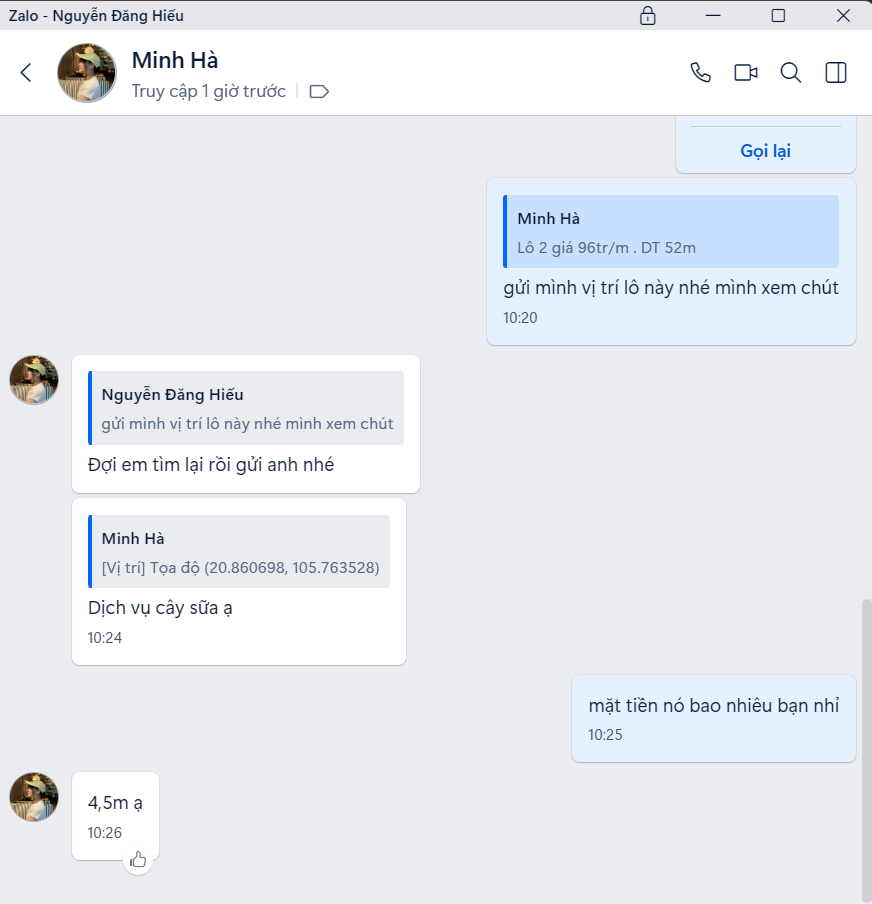 Zalo - Nguyễn Đăng Hiếu
Minh Hà
Truy cập 1 giờ trước
Gọi lại
Minh Hà
Lô 2 giá 96tr/m . DT 52m
gửi mình vị trí lô này nhé mình xem chút
10:20
Nguyễn Đăng Hiếu
gửi mình vị trí lô này nhé mình xem chút
Đợi em tìm lại rồi gửi anh nhé
Minh Hà
[Vị trí] Tọa độ (20.860698, 105.763528)
Dịch vụ cây sữa ạ
10:24
mặt tiền nó bao nhiêu bạn nhỉ
10:25
4,5m ạ
10:26